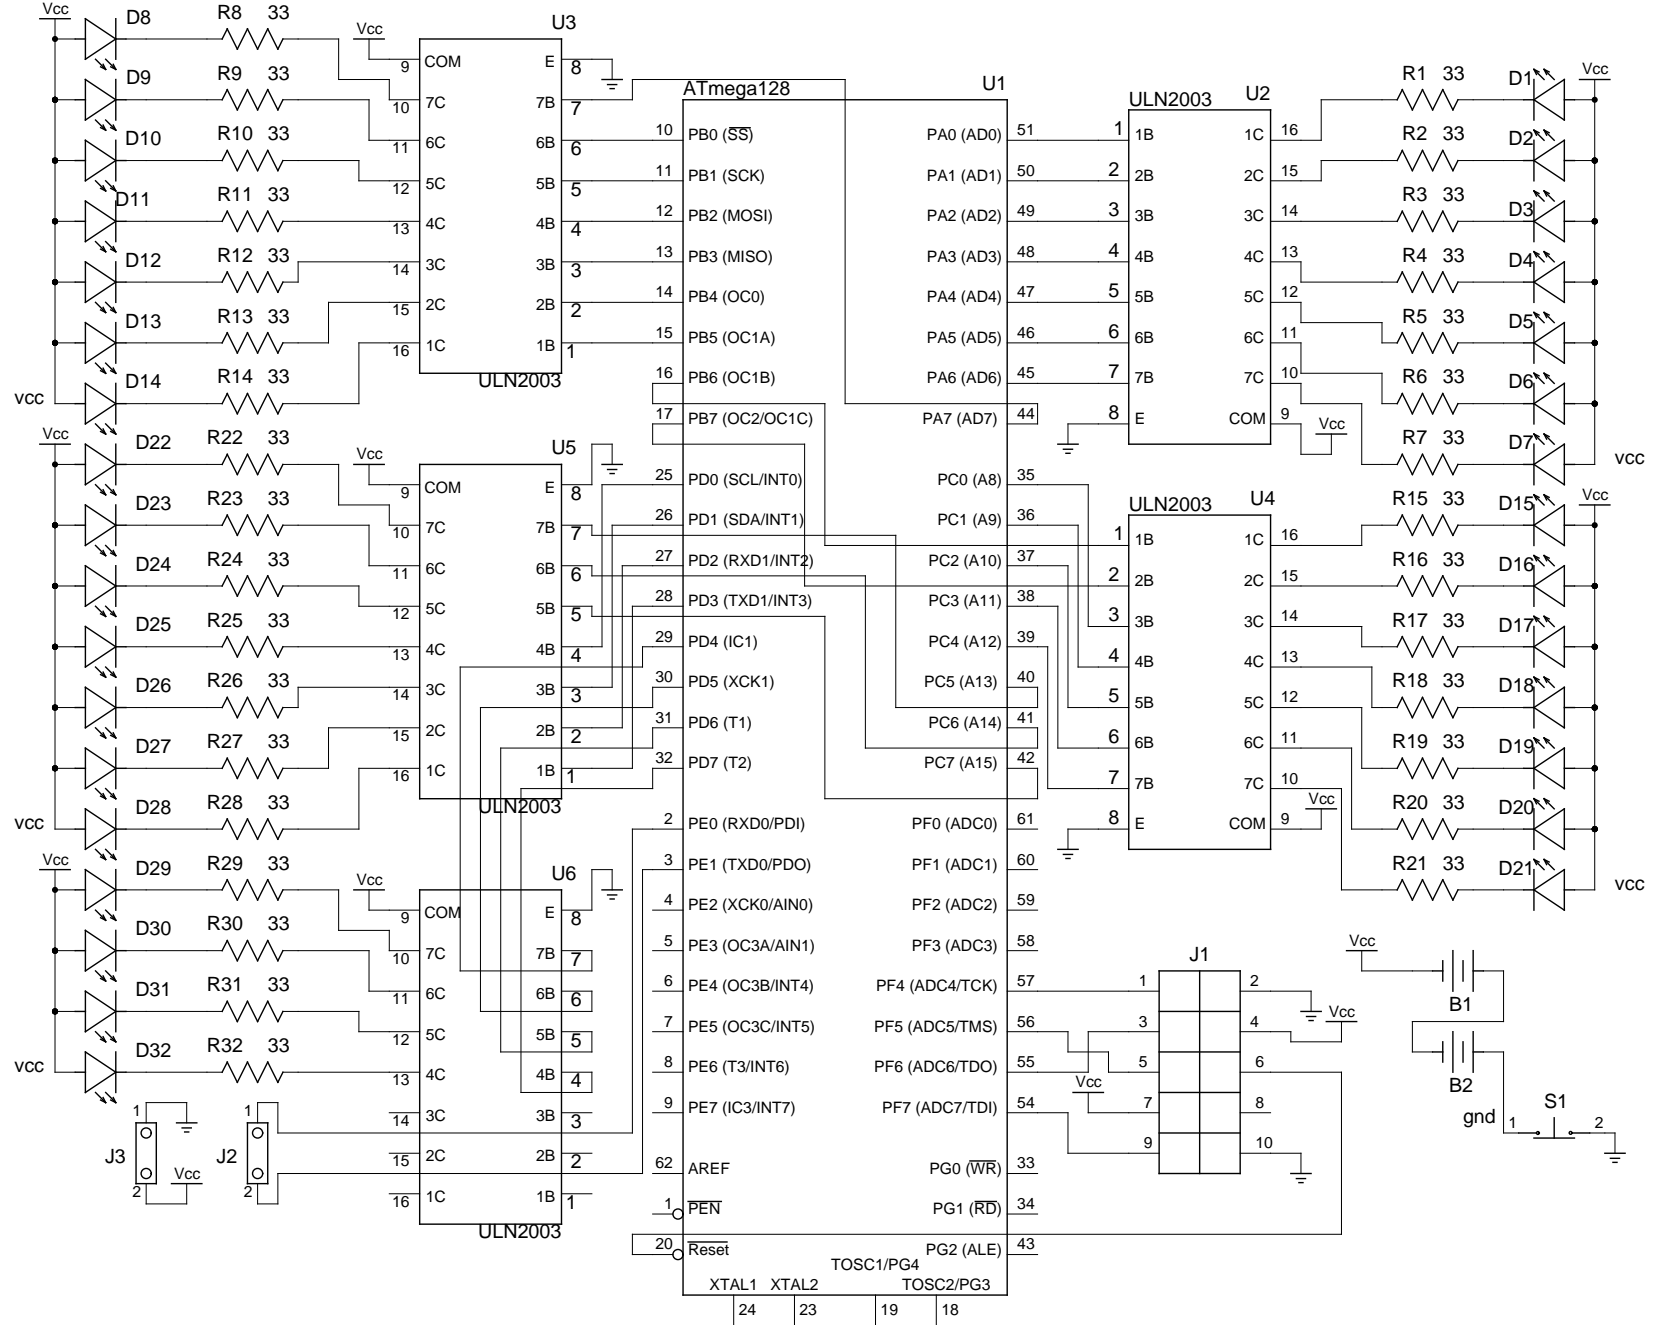 Vcc D8 R8 33 Vcc U3
D9 R9 33 9 COM E 8
10 7C 7B 7
D10 R10 33 11 6C 6B 6
D11 R11 33 12 5C 5B 5
13 4C 4B 4
D12 R12 33 14 3C 3B 3
D13 R13 33 15 2C 2B 2
D14 R14 33 16 1C 1B 1
vcc ULN2003
Vcc D22 R22 33 Vcc U5
D23 R23 33 9 COM E 8
10 7C 7B 7
D24 R24 33 11 6C 6B 6
12 5C 5B 5
D25 R25 33 13 4C 4B 4
D26 R26 33 14 3C 3B 3
D27 R27 33 15 2C 2B 2
D28 R28 33 16 1C 1B 1
vcc ULN2003
Vcc D29 R29 33 Vcc U6
D30 R30 33 9 COM E 8
10 7C 7B 7
D31 R31 33 11 6C 6B 6
12 5C 5B 5
D32 R32 33 13 4C 4B 4
vcc
14 3C 3B 3
15 2C 2B 2
16 1C 1B 1
ULN2003
J3 1 2 Vcc
J2 1 2
ATmega128 U1
10 PB0 (SS) PA0 (AD0) 51
11 PB1 (SCK) PA1 (AD1) 50
12 PB2 (MOSI) PA2 (AD2) 49
13 PB3 (MISO) PA3 (AD3) 48
14 PB4 (OC0) PA4 (AD4) 47
15 PB5 (OC1A) PA5 (AD5) 46
16 PB6 (OC1B) PA6 (AD6) 45
17 PB7 (OC2/OC1C) PA7 (AD7) 44
25 PD0 (SCL/INT0) PC0 (A8) 35
26 PD1 (SDA/INT1) PC1 (A9) 36
27 PD2 (RXD1/INT2) PC2 (A10) 37
28 PD3 (TXD1/INT3) PC3 (A11) 38
29 PD4 (IC1) PC4 (A12) 39
30 PD5 (XCK1) PC5 (A13) 40
31 PD6 (T1) PC6 (A14) 41
32 PD7 (T2) PC7 (A15) 42
2 PE0 (RXD0/PDI) PF0 (ADC0) 61
3 PE1 (TXD0/PDO) PF1 (ADC1) 60
4 PE2 (XCK0/AIN0) PF2 (ADC2) 59
5 PE3 (OC3A/AIN1) PF3 (ADC3) 58
6 PE4 (OC3B/INT4) PF4 (ADC4/TCK) 57
7 PE5 (OC3C/INT5) PF5 (ADC5/TMS) 56
8 PE6 (T3/INT6) PF6 (ADC6/TDO) 55
9 PE7 (IC3/INT7) PF7 (ADC7/TDI) 54
62 AREF PG0 (WR) 33
1 PEN PG1 (RD) 34
20 Reset PG2 (ALE) 43
TOSC1/PG4
XTAL1 XTAL2 TOSC2/PG3
24 23 19 18
ULN2003 U2 R1 33 D1 Vcc
1 1B 1C 16 R2 33 D2
2 2B 2C 15
3 3B 3C 14 R3 33 D3
4 4B 4C 13 R4 33 D4
5 5B 5C 12 R5 33 D5
6 6B 6C 11
7 7B 7C 10 R6 33 D6
8 E COM 9 Vcc R7 33 D7
vcc
ULN2003 U4 R15 33 D15 Vcc
1 1B 1C 16 R16 33 D16
2 2B 2C 15
3 3B 3C 14 R17 33 D17
4 4B 4C 13 R18 33 D18
5 5B 5C 12
6 6B 6C 11 R19 33 D19
7 7B 7C 10 Vcc R20 33 D20
8 E COM 9 R21 33 D21
vcc
J1
1 2
3 4 Vcc
5 6
Vcc 7 8
9 10
Vcc
B1
B2
gnd 1 S1 2